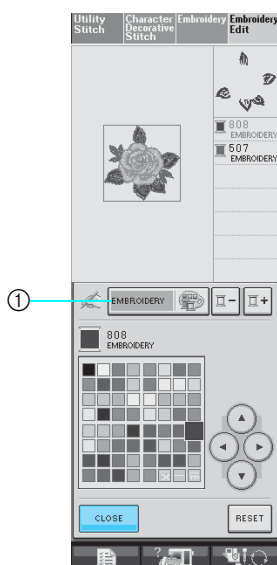 Utility
Stitch
Character
Decorative
Stitch
Embroidery
Embroidery
Edit
808
EMBROIDERY
507
EMBROIDERY
1
EMBROIDERY
-
+
808
EMBROIDERY
CLOSE
RESET
?